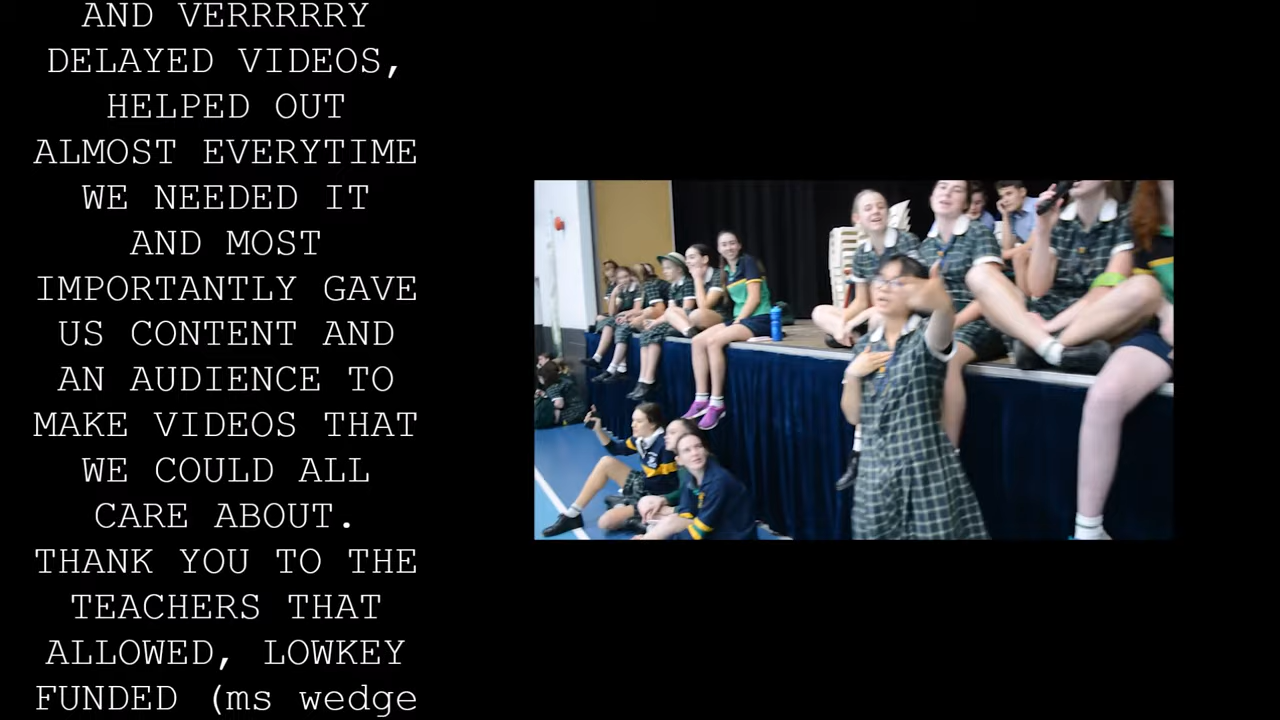 AND VERRRRRY
DELAYED VIDEOS,
HELPED OUT
ALMOST EVERYTIME
WE NEEDED IT
AND MOST
IMPORTANTLY GAVE
US CONTENT AND
AN AUDIENCE TO
MAKE VIDEOS THAT
WE COULD ALL
CARE ABOUT.
THANK YOU TO THE
TEACHERS THAT
ALLOWED, LOWKEY
FUNDED (ms wedge